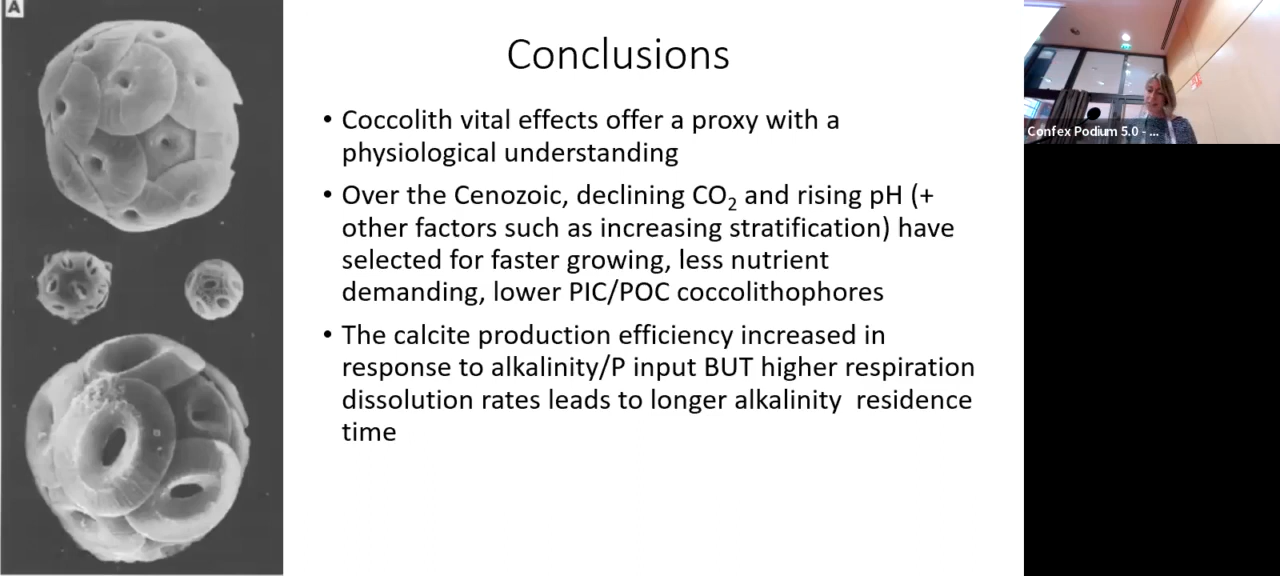 A
Conclusions
• Coccolith vital effects offer a proxy with a
physiological understanding
• Over the Cenozoic, declining CO₂ and rising pH (+
other factors such as increasing stratification) have
selected for faster growing, less nutrient
demanding, lower PIC/POC coccolithophores
• The calcite production efficiency increased in
response to alkalinity/P input BUT higher respiration
dissolution rates leads to longer alkalinity residence
time
Confex Podium 5.0 - ...